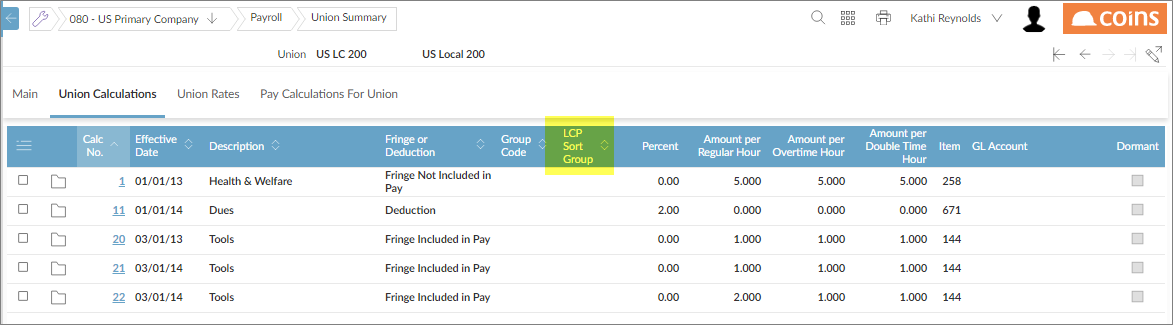 080 - US Primary Company Payroll Union Summary Kathi Reynolds coins
Union US LC 200 US Local 200
Main Union Calculations Union Rates Pay Calculations For Union
Calc No. Effective Date Description Fringe or Deduction Group Code LCP Sort Group Percent Amount per Regular Hour Amount per Overtime Hour Amount per Double Time Hour Item GL Account Dormant
1 01/01/13 Health & Welfare Fringe Not Included in Pay 0.00 5.000 5.000 5.000 258
11 01/01/14 Dues Deduction 2.00 0.000 0.000 0.000 671
20 03/01/13 Tools Fringe Included in Pay 0.00 1.000 1.000 1.000 144
21 03/01/14 Tools Fringe Included in Pay 0.00 1.000 1.000 1.000 144
22 03/01/14 Tools Fringe Included in Pay 0.00 2.000 1.000 1.000 144